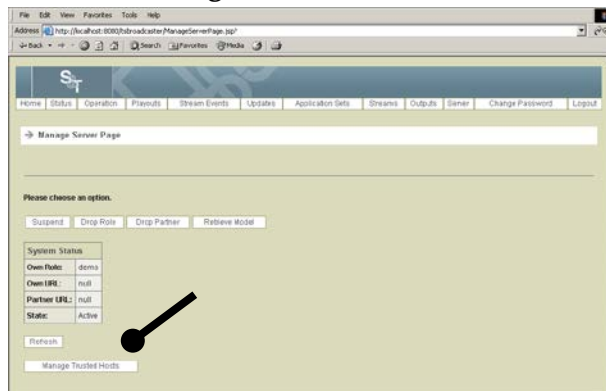 File Edit View Favorites Tools Help
Address http://localhost:8080/tsbroadcaster/ManageServerPage.jsp?
Back Search Favorites Media
S&T
Home Status Operation Playouts Stream Events Updates Application Sets Streams Outputs Server Change Password Logout
Manage Server Page
Please choose an option.
Suspend Drop Role Drop Partner Retrieve Model
System Status
Own Role: demo
Own URL: null
Partner URL: null
State: Active
Refresh
Manage Trusted Hosts